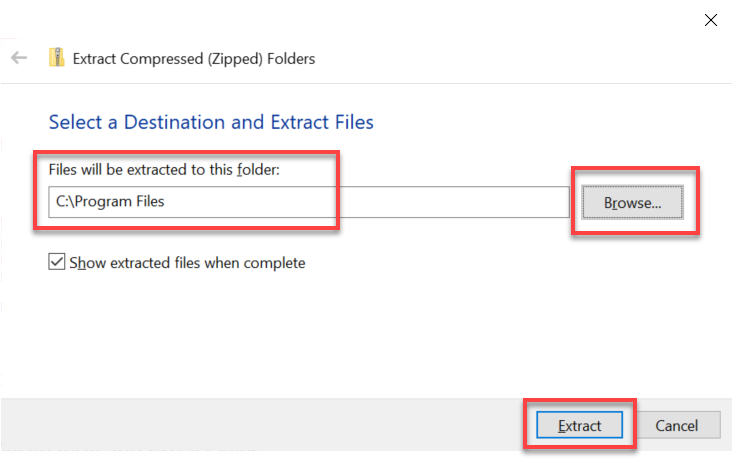 Extract Compressed (Zipped) Folders
Select a Destination and Extract Files
Files will be extracted to this folder:
C:\Program Files
Browse...
Show extracted files when complete
Extract
Cancel